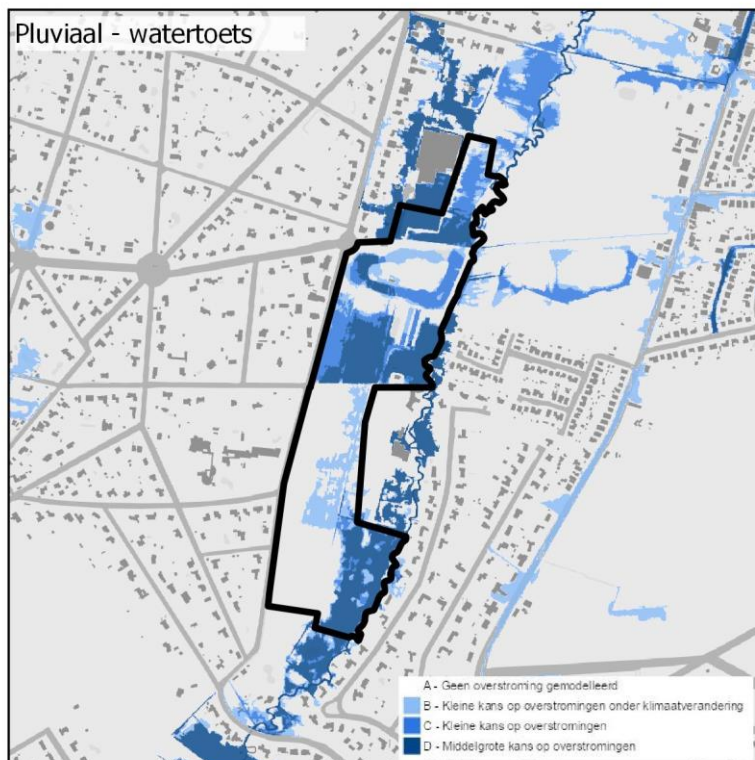 Pluviaal - watertoets
A - Geen overstroming gemodelleerd
B - Kleine kans op overstromingen onder klimaatverandering
C - Kleine kans op overstromingen
D - Middelgrote kans op overstromingen